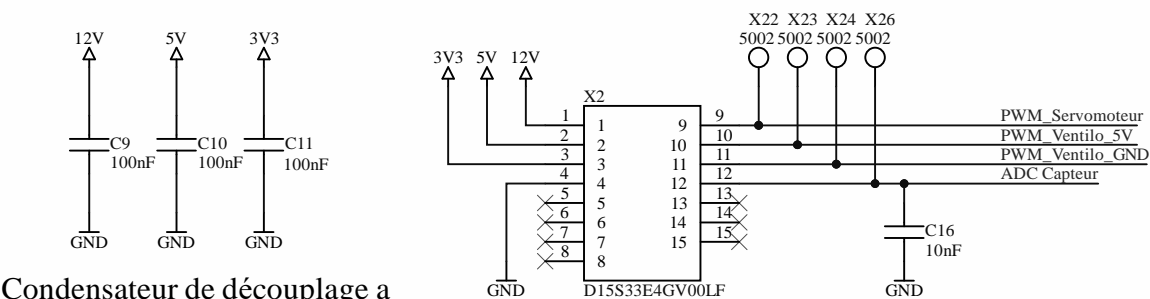 12V 5V 3V3
C9 100nF
C10 100nF
C11 100nF
GND GND GND
Condensateur de découplage a
X22 X23 X24 X26
5002 5002 5002 5002
3V3 5V 12V
X2
1 1 9 9 PWM_Servomoteur
2 2 10 10 PWM_Ventilo_5V
3 3 11 11 PWM_Ventilo_GND
4 4 12 12 ADC Capteur
5 5 13 13
6 6 14 14
7 7 15 15
8 8
C16
10nF
GND D15S33E4GV00LF GND